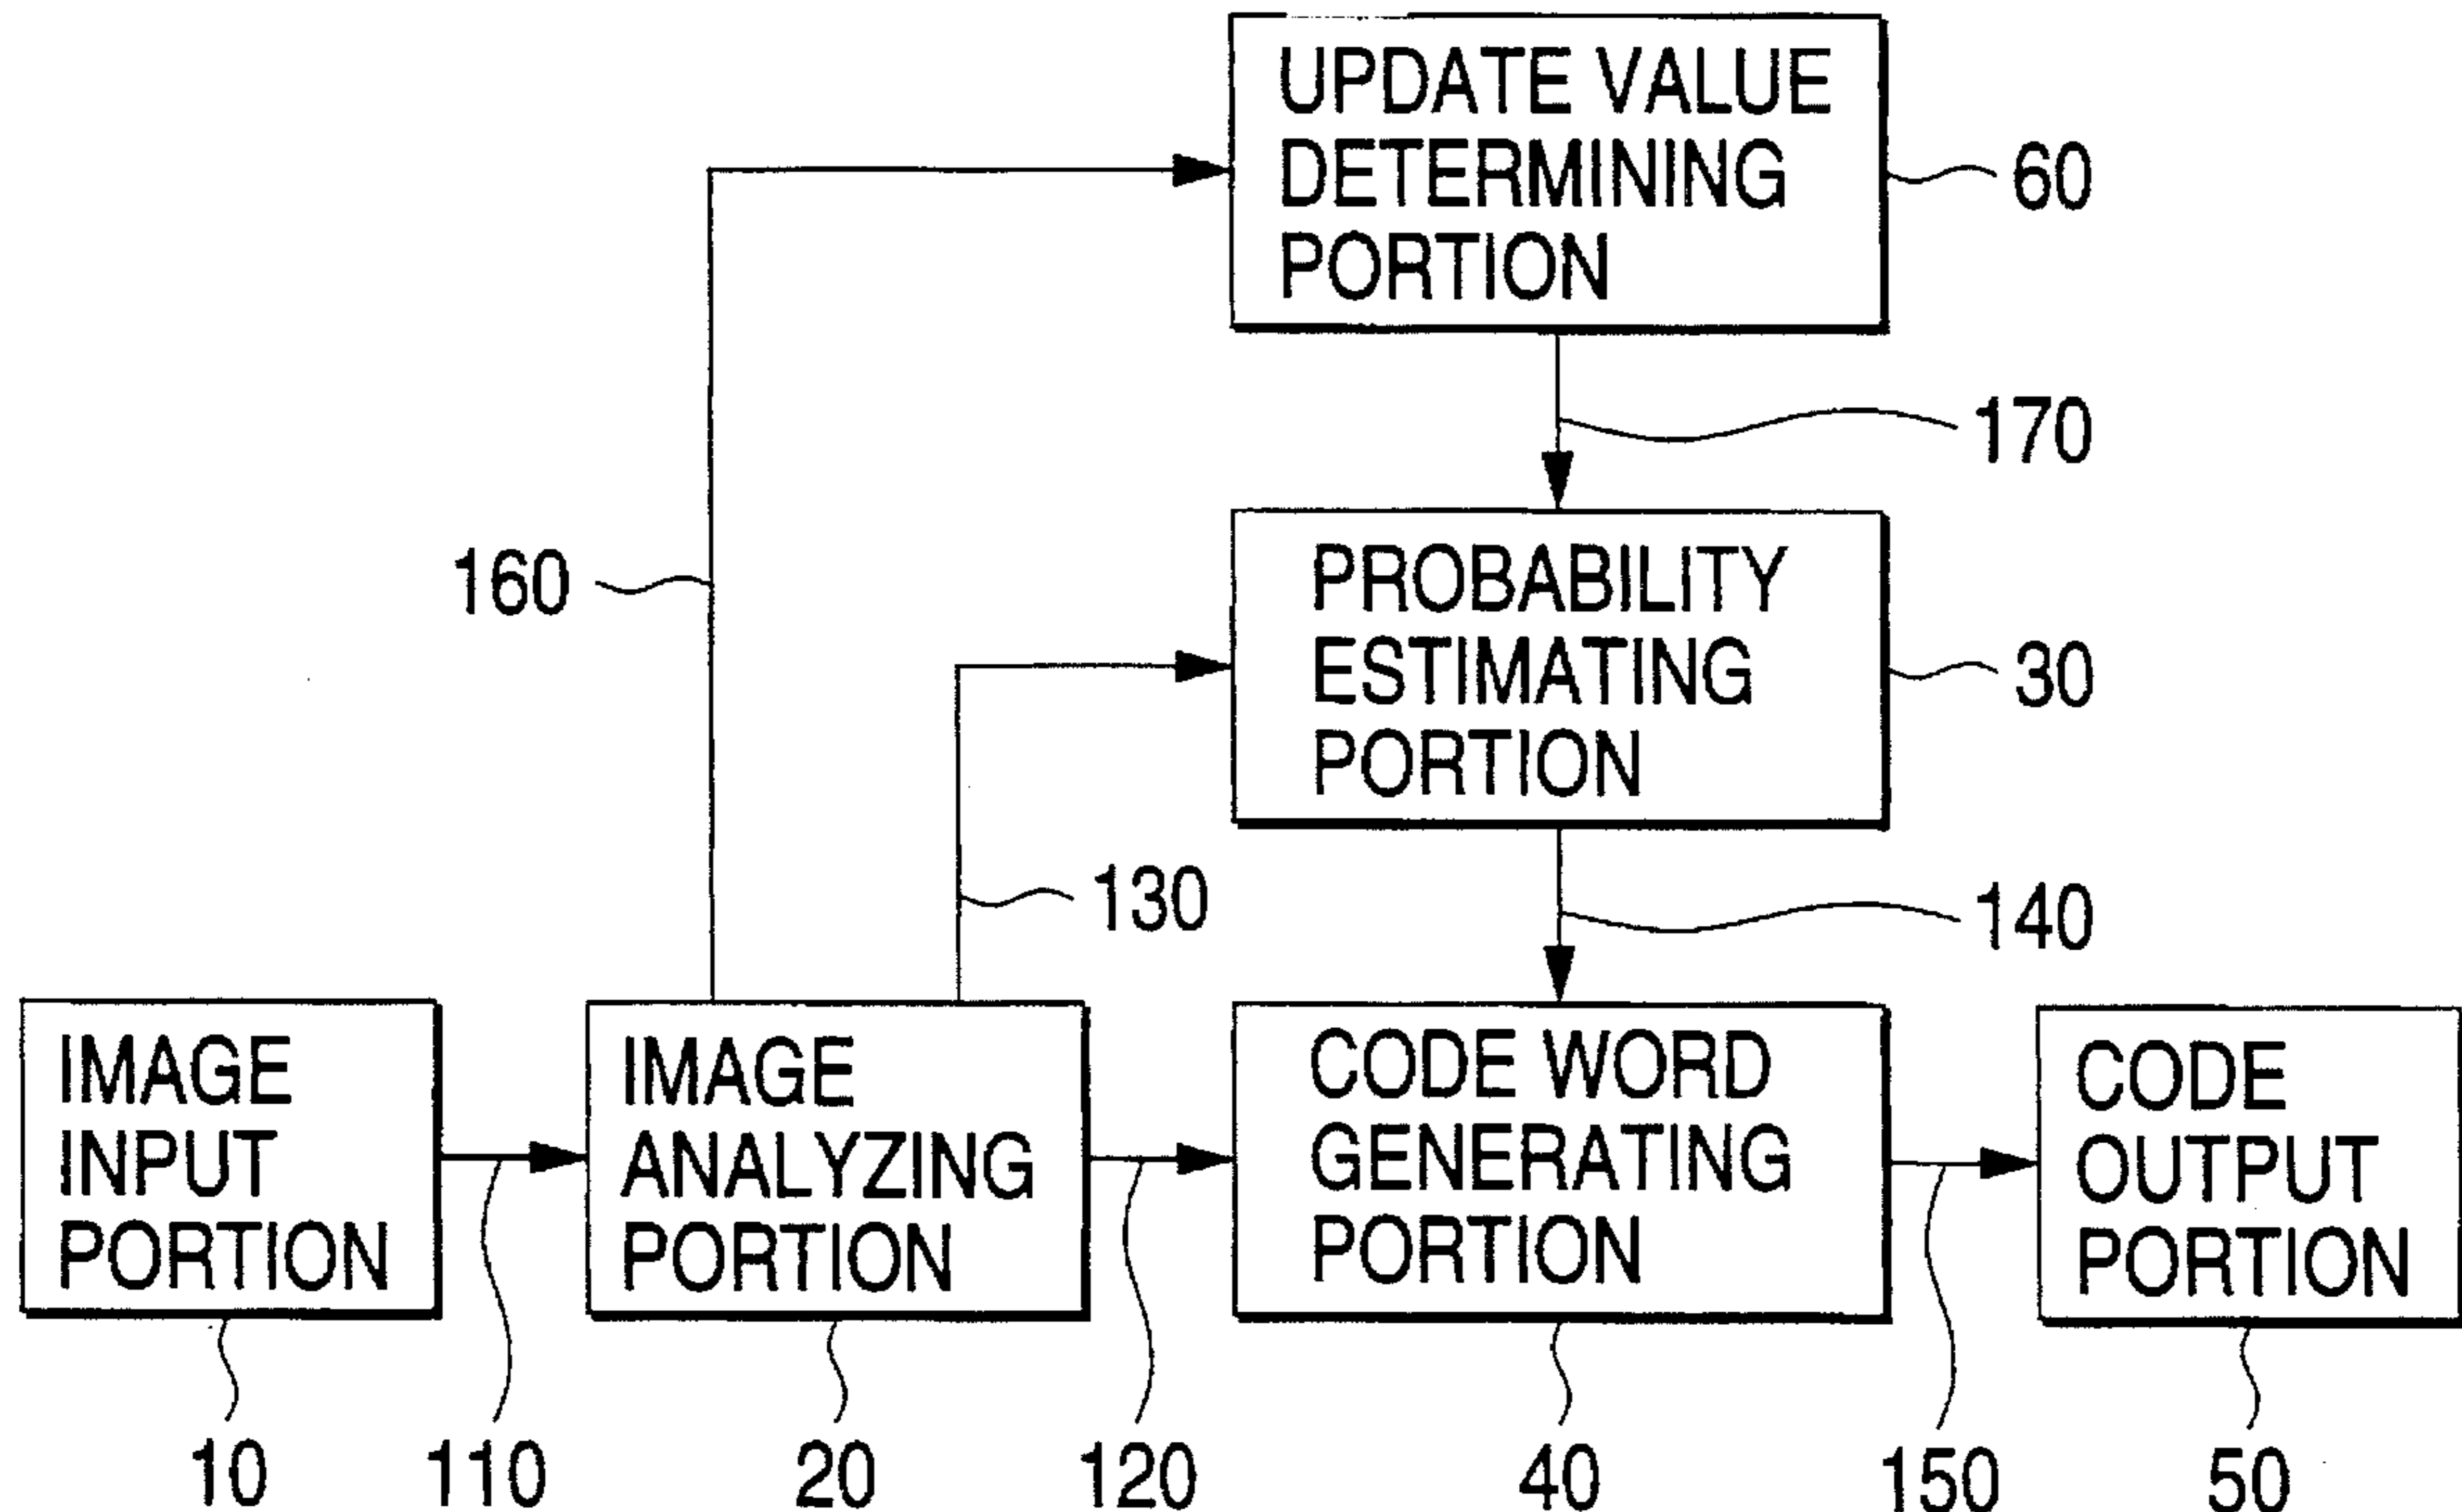 UPDATE VALUE
DETERMINING
PORTION
60
170
160
PROBABILITY
ESTIMATING
PORTION
30
130
140
IMAGE
INPUT
PORTION
IMAGE
ANALYZING
PORTION
CODE WORD
GENERATING
PORTION
CODE
OUTPUT
PORTION
10
110
20
120
40
150
50